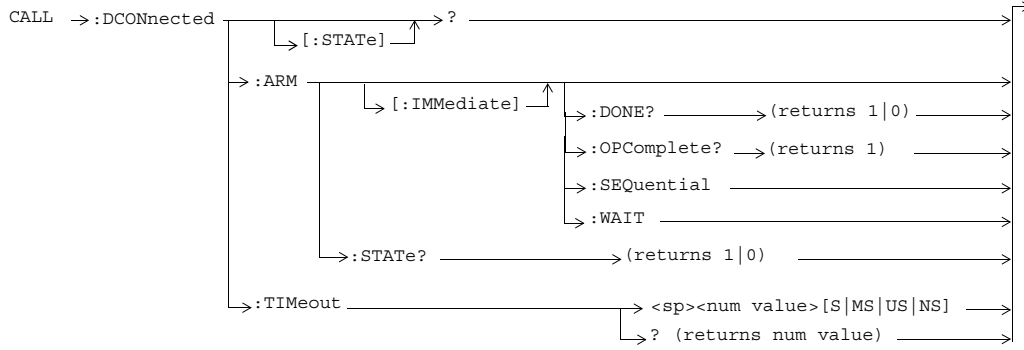 CALL :DCONnected ?
[:STATe]
:ARM
[:IMMediate]
:DONE? (returns 1|0)
:OPComplete? (returns 1)
:SEQuential
:WAIT
:STATe? (returns 1|0)
:TIMeout <sp><num value>[S|MS|US|NS]
? (returns num value)